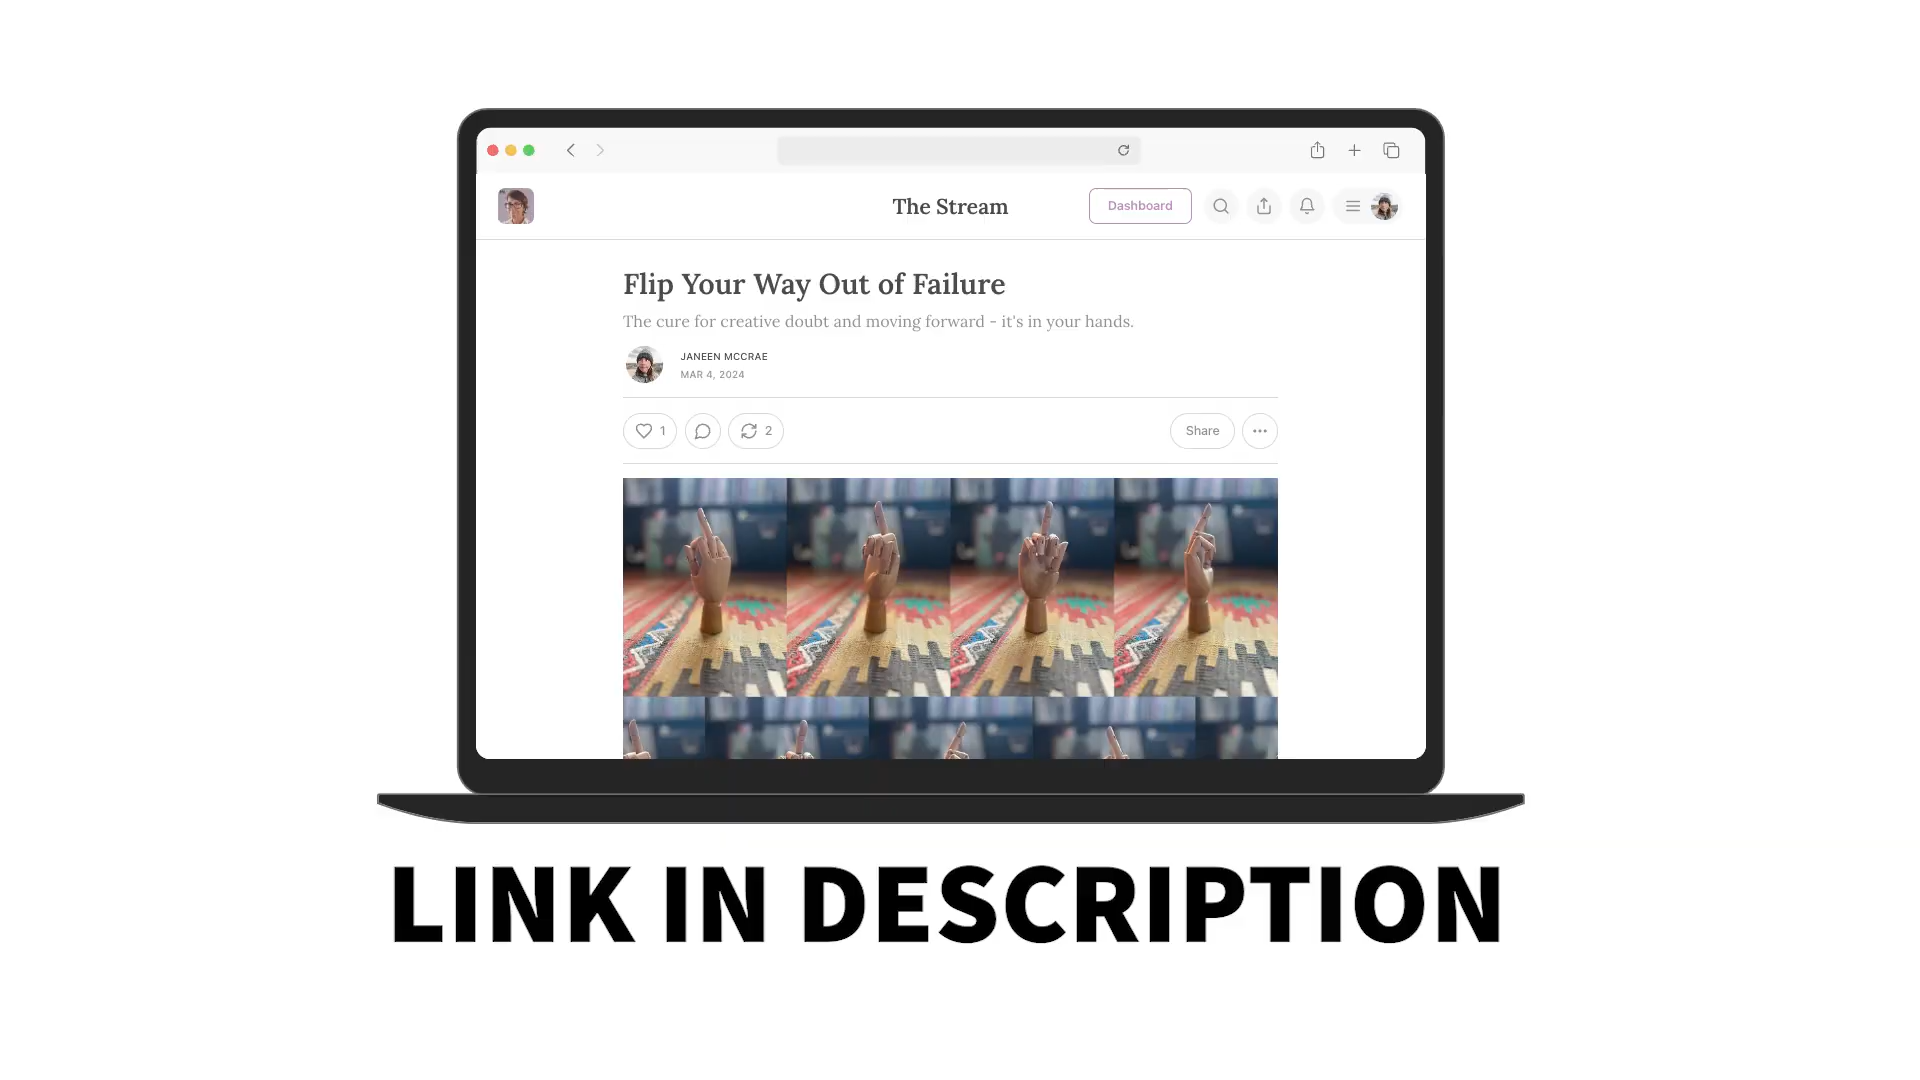 The Stream
Dashboard
Flip Your Way Out of Failure
The cure for creative doubt and moving forward - it's in your hands.
JANEEN MCCRAE
MAR 4, 2024
1
2
Share
LINK IN DESCRIPTION